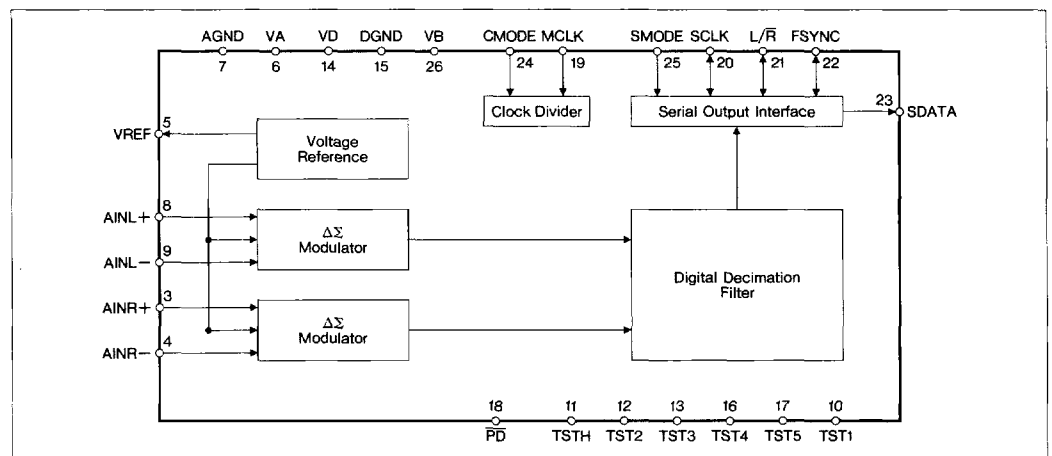 AGND VA VD DGND VB CMODE MCLK SMODE SCLK L/R̅ FSYNC
7 6 14 15 26 24 19 25 20 21 22
Clock Divider
Serial Output Interface
23
SDATA
5
VREF
Voltage
Reference
8
AINL+
ΔΣ
Modulator
9
AINL−
Digital Decimation
Filter
3
AINR+
ΔΣ
Modulator
4
AINR−
18 11 12 13 16 17 10
P̅D̅ TSTH TST2 TST3 TST4 TST5 TST1